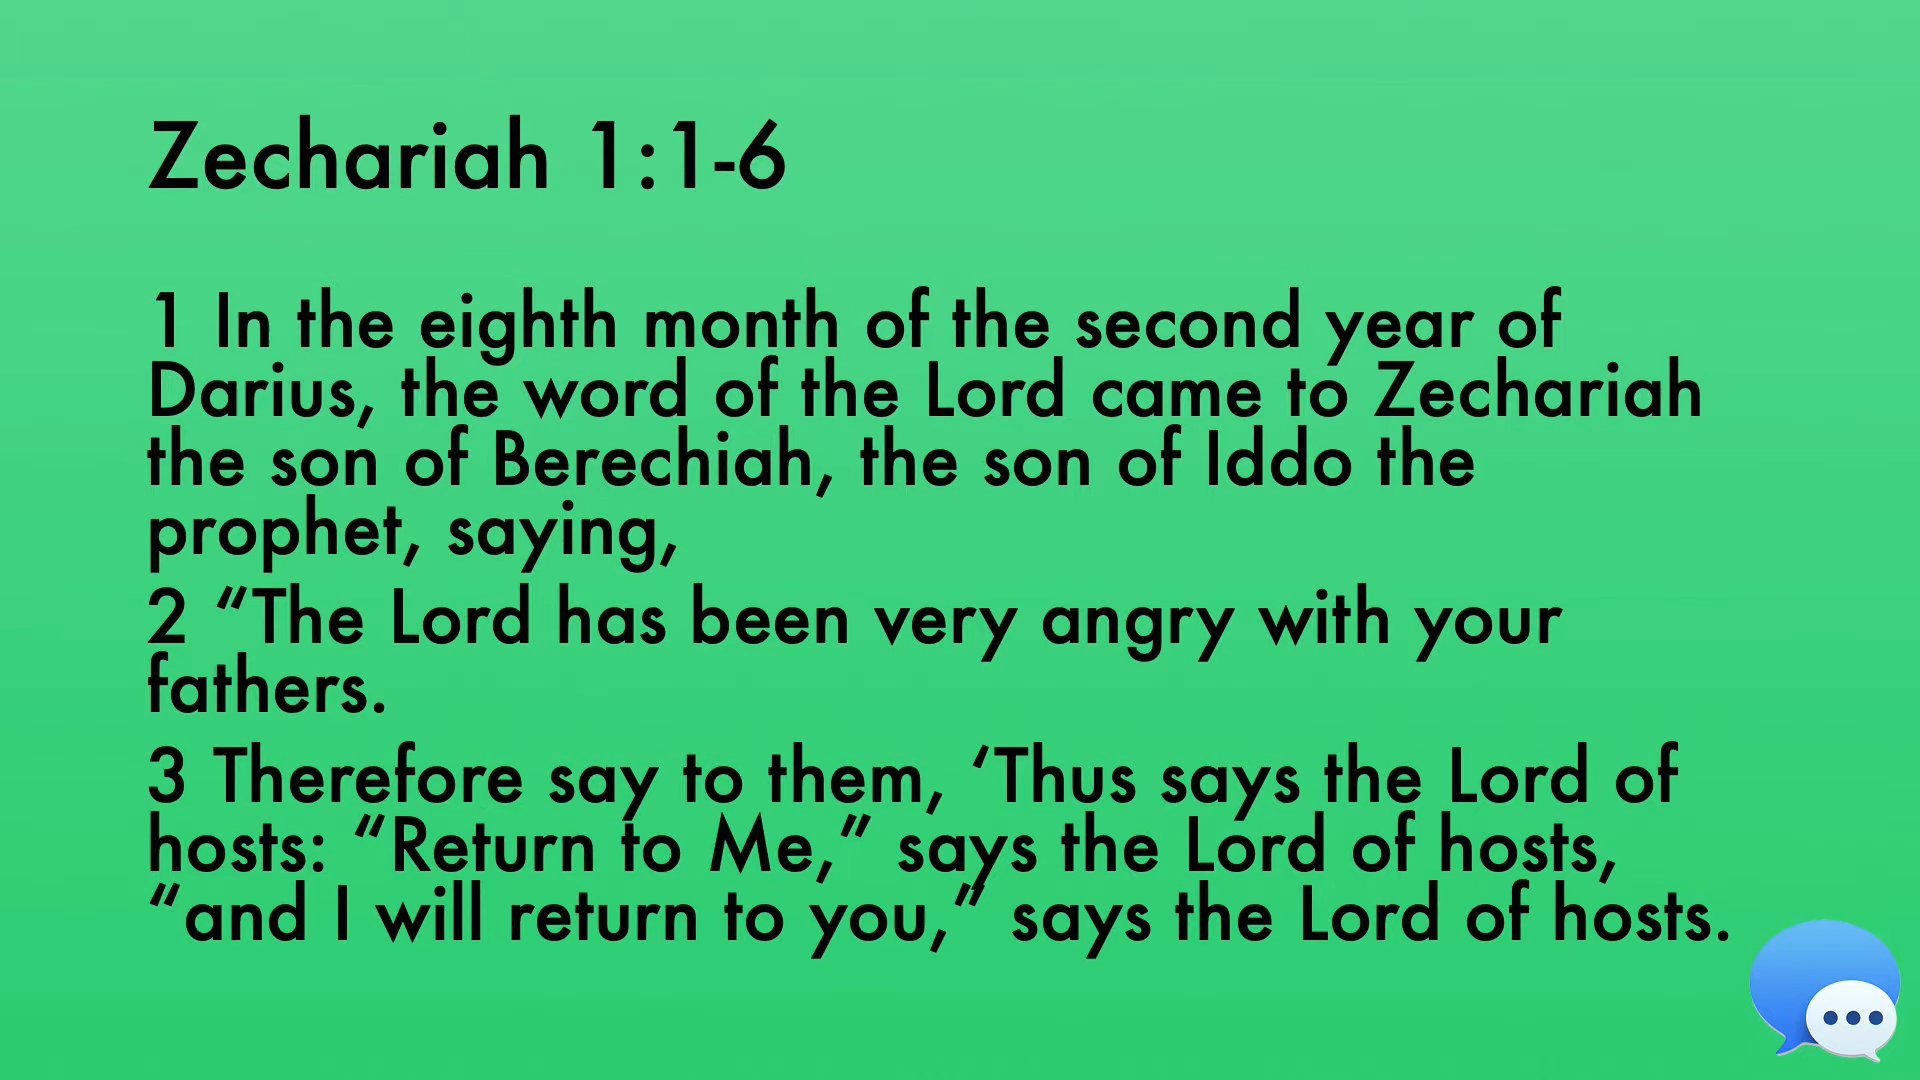 Zechariah 1:1-6
1 In the eighth month of the second year of
Darius, the word of the Lord came to Zechariah
the son of Berechiah, the son of Iddo the
prophet, saying,
2 “The Lord has been very angry with your
fathers.
3 Therefore say to them, ‘Thus says the Lord of
hosts: “Return to Me,” says the Lord of hosts,
“and I will return to you,” says the Lord of hosts.